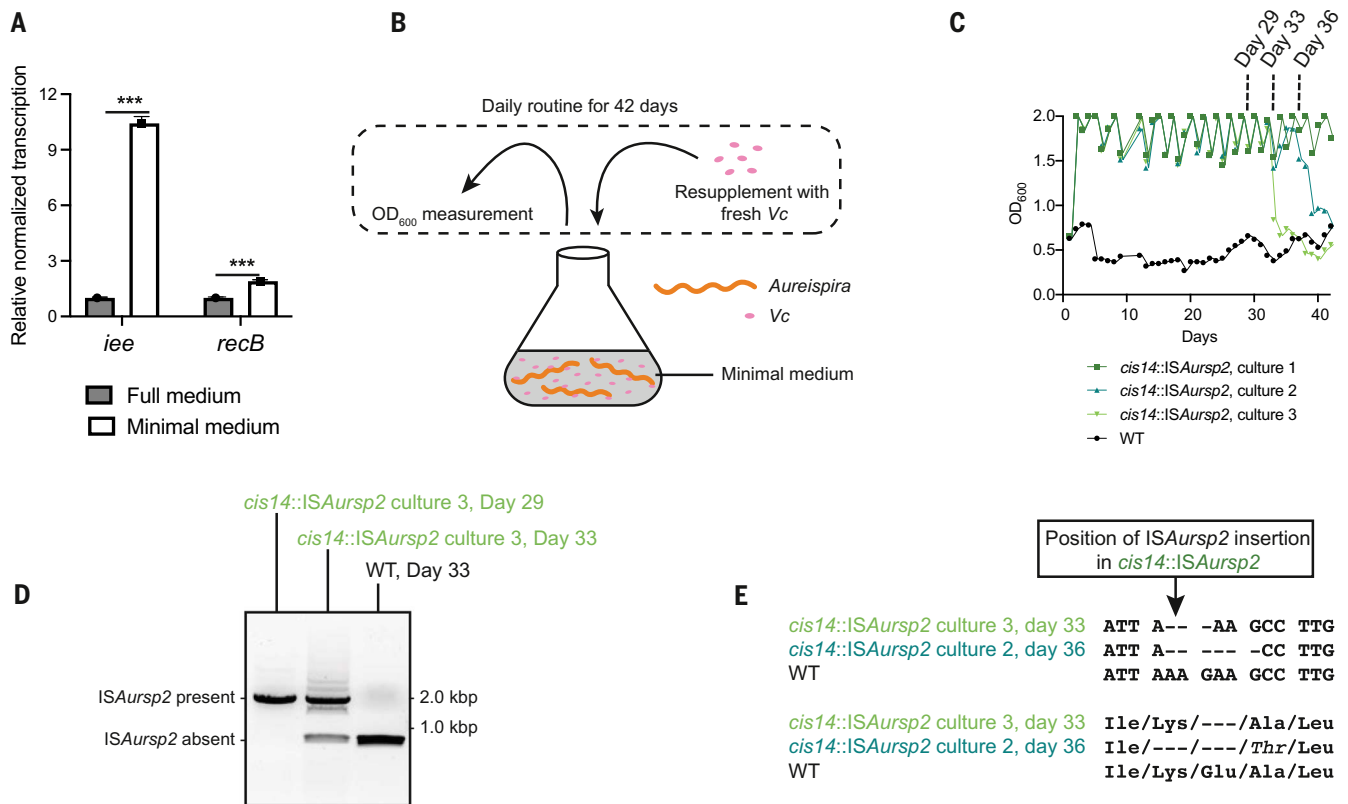 A
Relative normalized transcription
12
9
6
3
0
***
***
iee
recB
Full medium
Minimal medium
B
Daily routine for 42 days
OD600 measurement
Resupplement with
fresh Vc
Aureispira
Vc
Minimal medium
C
Day 29
Day 33
Day 36
OD600
2.0
1.5
1.0
0.5
0.0
0
10
20
30
40
Days
cis14::ISAursp2, culture 1
cis14::ISAursp2, culture 2
cis14::ISAursp2, culture 3
WT
D
cis14::ISAursp2 culture 3, Day 29
cis14::ISAursp2 culture 3, Day 33
WT, Day 33
ISAursp2 present
2.0 kbp
1.0 kbp
ISAursp2 absent
E
Position of ISAursp2 insertion
in cis14::ISAursp2
cis14::ISAursp2 culture 3, day 33 ATT A-- -AA GCC TTG
cis14::ISAursp2 culture 2, day 36 ATT A-- --- -CC TTG
WT ATT AAA GAA GCC TTG
cis14::ISAursp2 culture 3, day 33 Ile/Lys/---/Ala/Leu
cis14::ISAursp2 culture 2, day 36 Ile/---/---/Thr/Leu
WT Ile/Lys/Glu/Ala/Leu